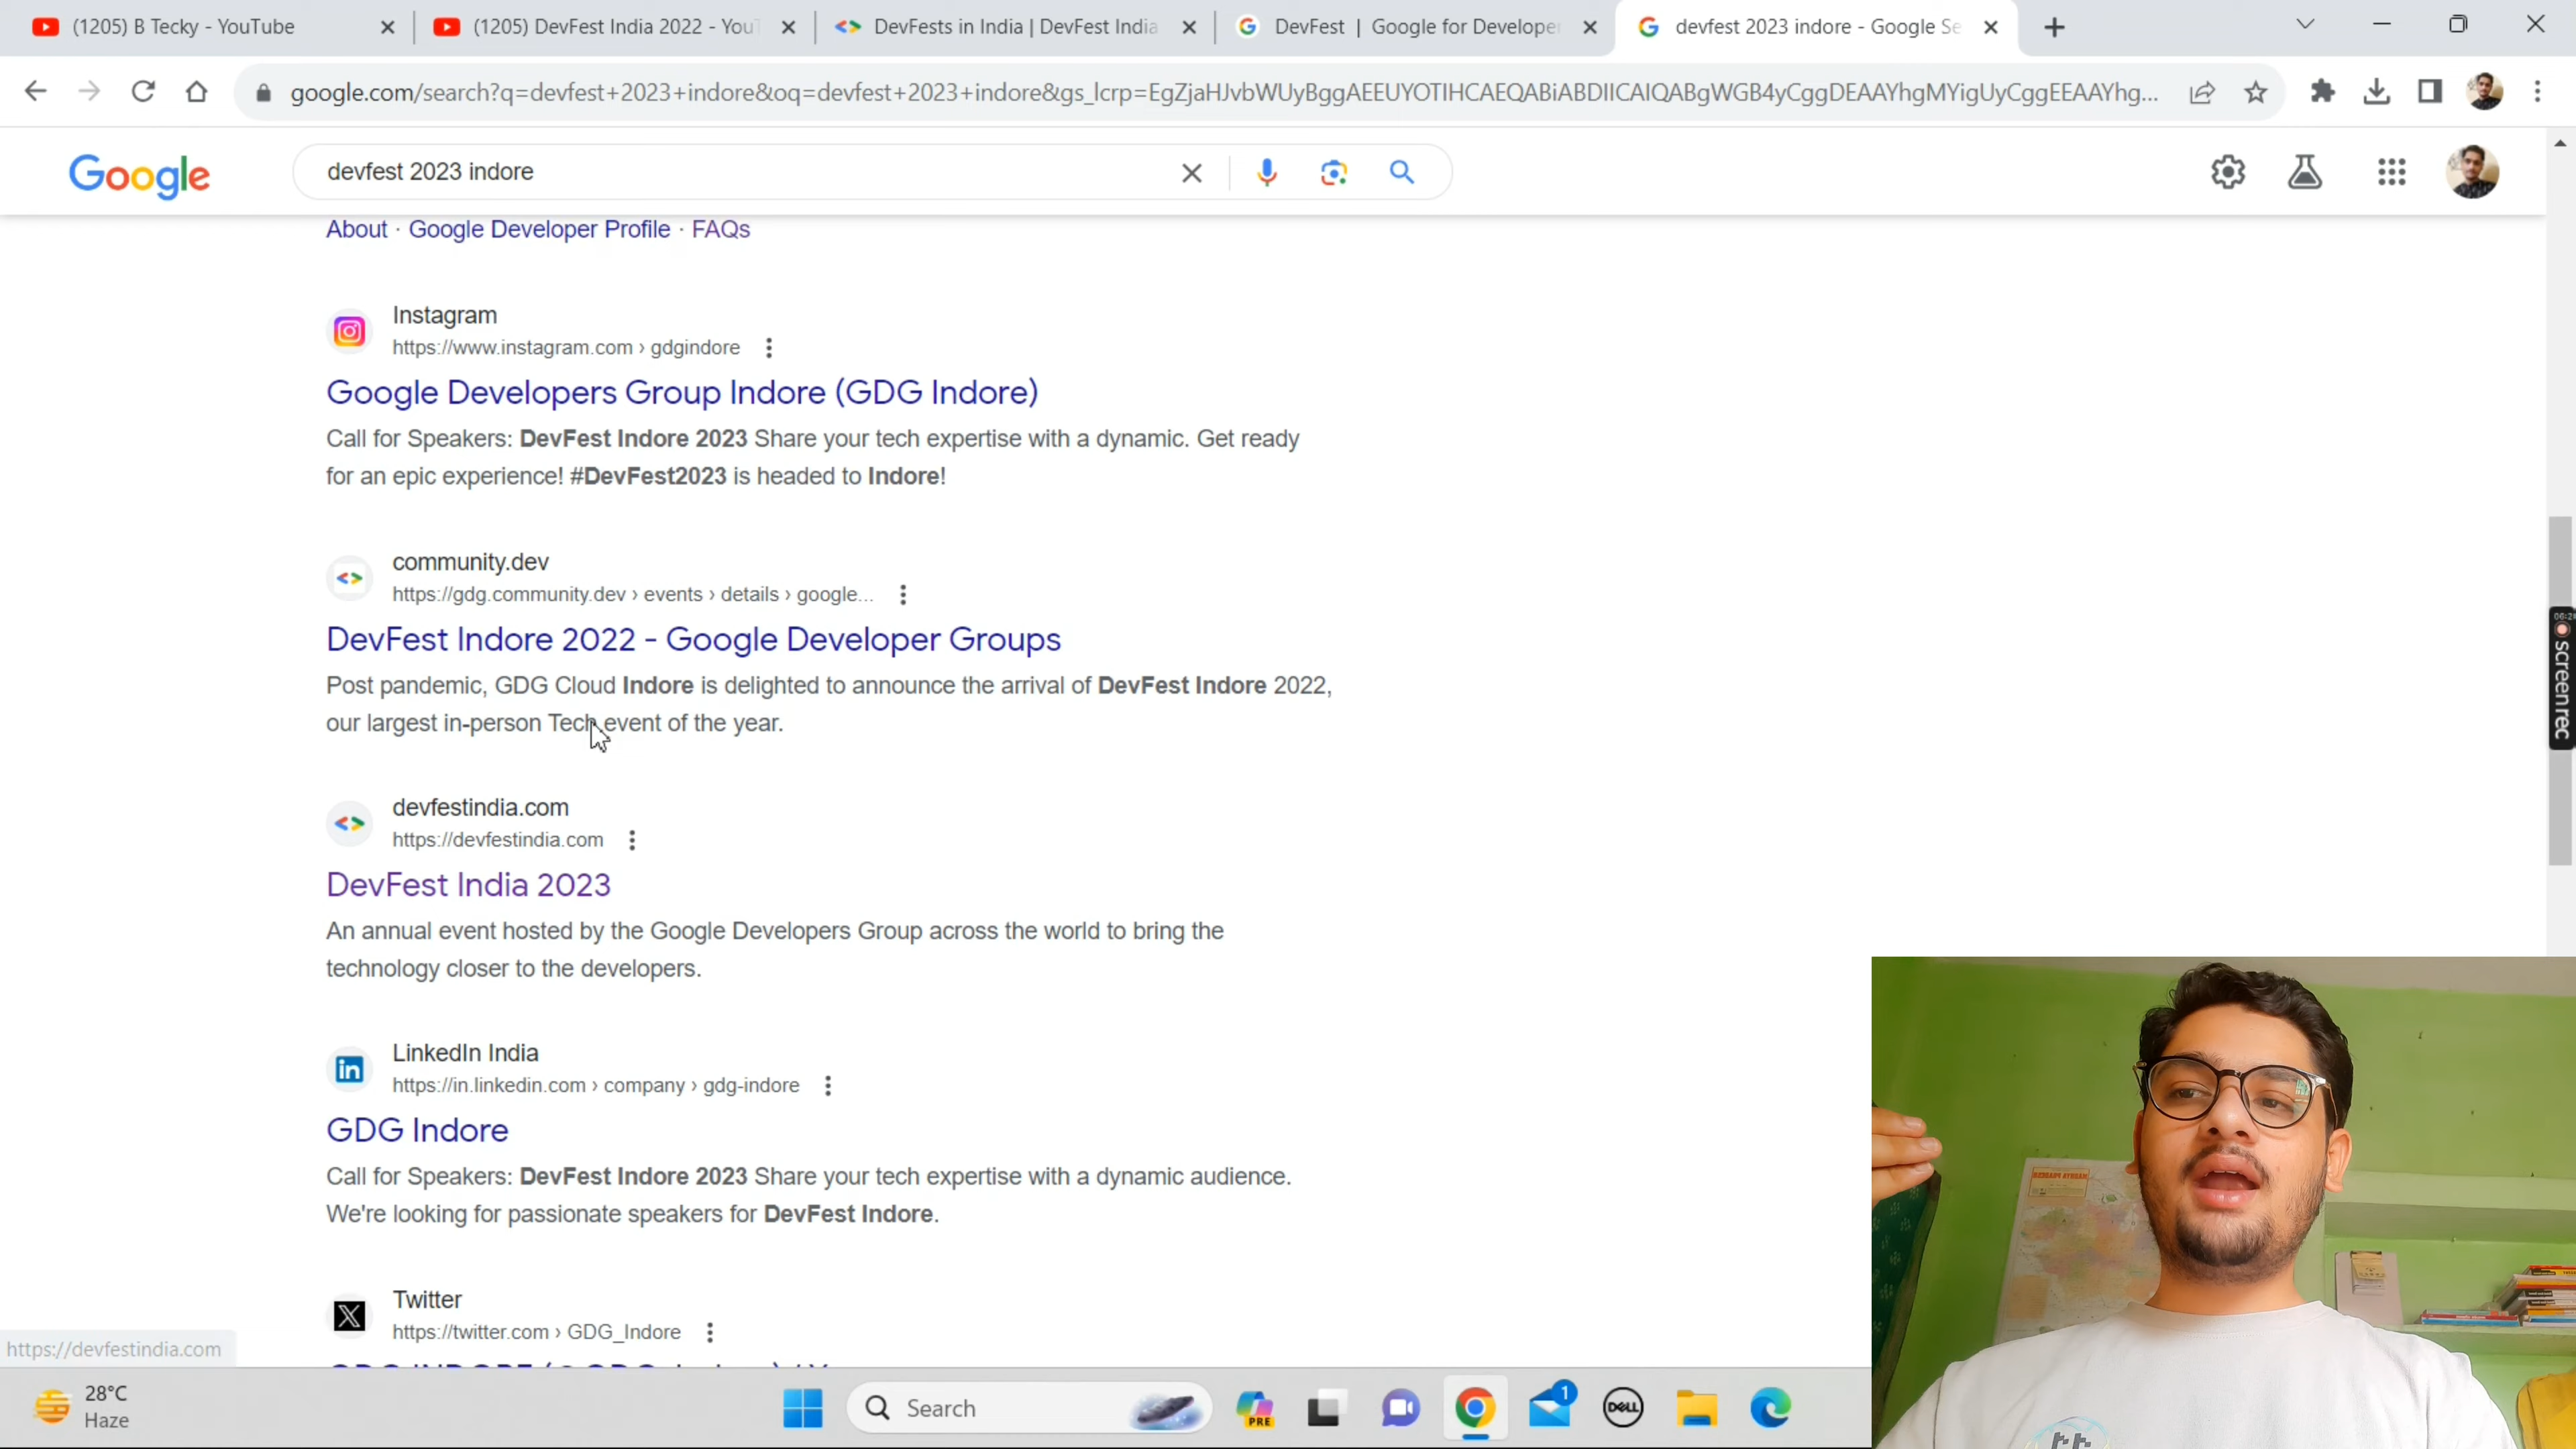 (1205) B Tecky - YouTube
(1205) DevFest India 2022 - You
DevFests in India | DevFest India
DevFest | Google for Develope
devfest 2023 indore - Google Se
google.com/search?q=devfest+2023+indore&oq=devfest+2023+indore&gs_lcrp=EgZjaHJvbWUyBggAEEUYOTIHCAEQABiABDIICAIQABgWGB4yCggDEAAYhgMYigUyCggEEAAYhg...
Google
devfest 2023 indore
About · Google Developer Profile · FAQs
Instagram
https://www.instagram.com › gdgindore
Google Developers Group Indore (GDG Indore)
Call for Speakers: DevFest Indore 2023 Share your tech expertise with a dynamic. Get ready
for an epic experience! #DevFest2023 is headed to Indore!
community.dev
https://gdg.community.dev › events › details › google...
DevFest Indore 2022 - Google Developer Groups
Post pandemic, GDG Cloud Indore is delighted to announce the arrival of DevFest Indore 2022,
our largest in-person Tech event of the year.
devfestindia.com
https://devfestindia.com
DevFest India 2023
An annual event hosted by the Google Developers Group across the world to bring the
technology closer to the developers.
LinkedIn India
https://in.linkedin.com › company › gdg-indore
GDG Indore
Call for Speakers: DevFest Indore 2023 Share your tech expertise with a dynamic audience.
We're looking for passionate speakers for DevFest Indore.
Twitter
https://twitter.com › GDG_Indore
https://devfestindia.com
screenrec
28°C
Haze
Search
PRE
1
DELL